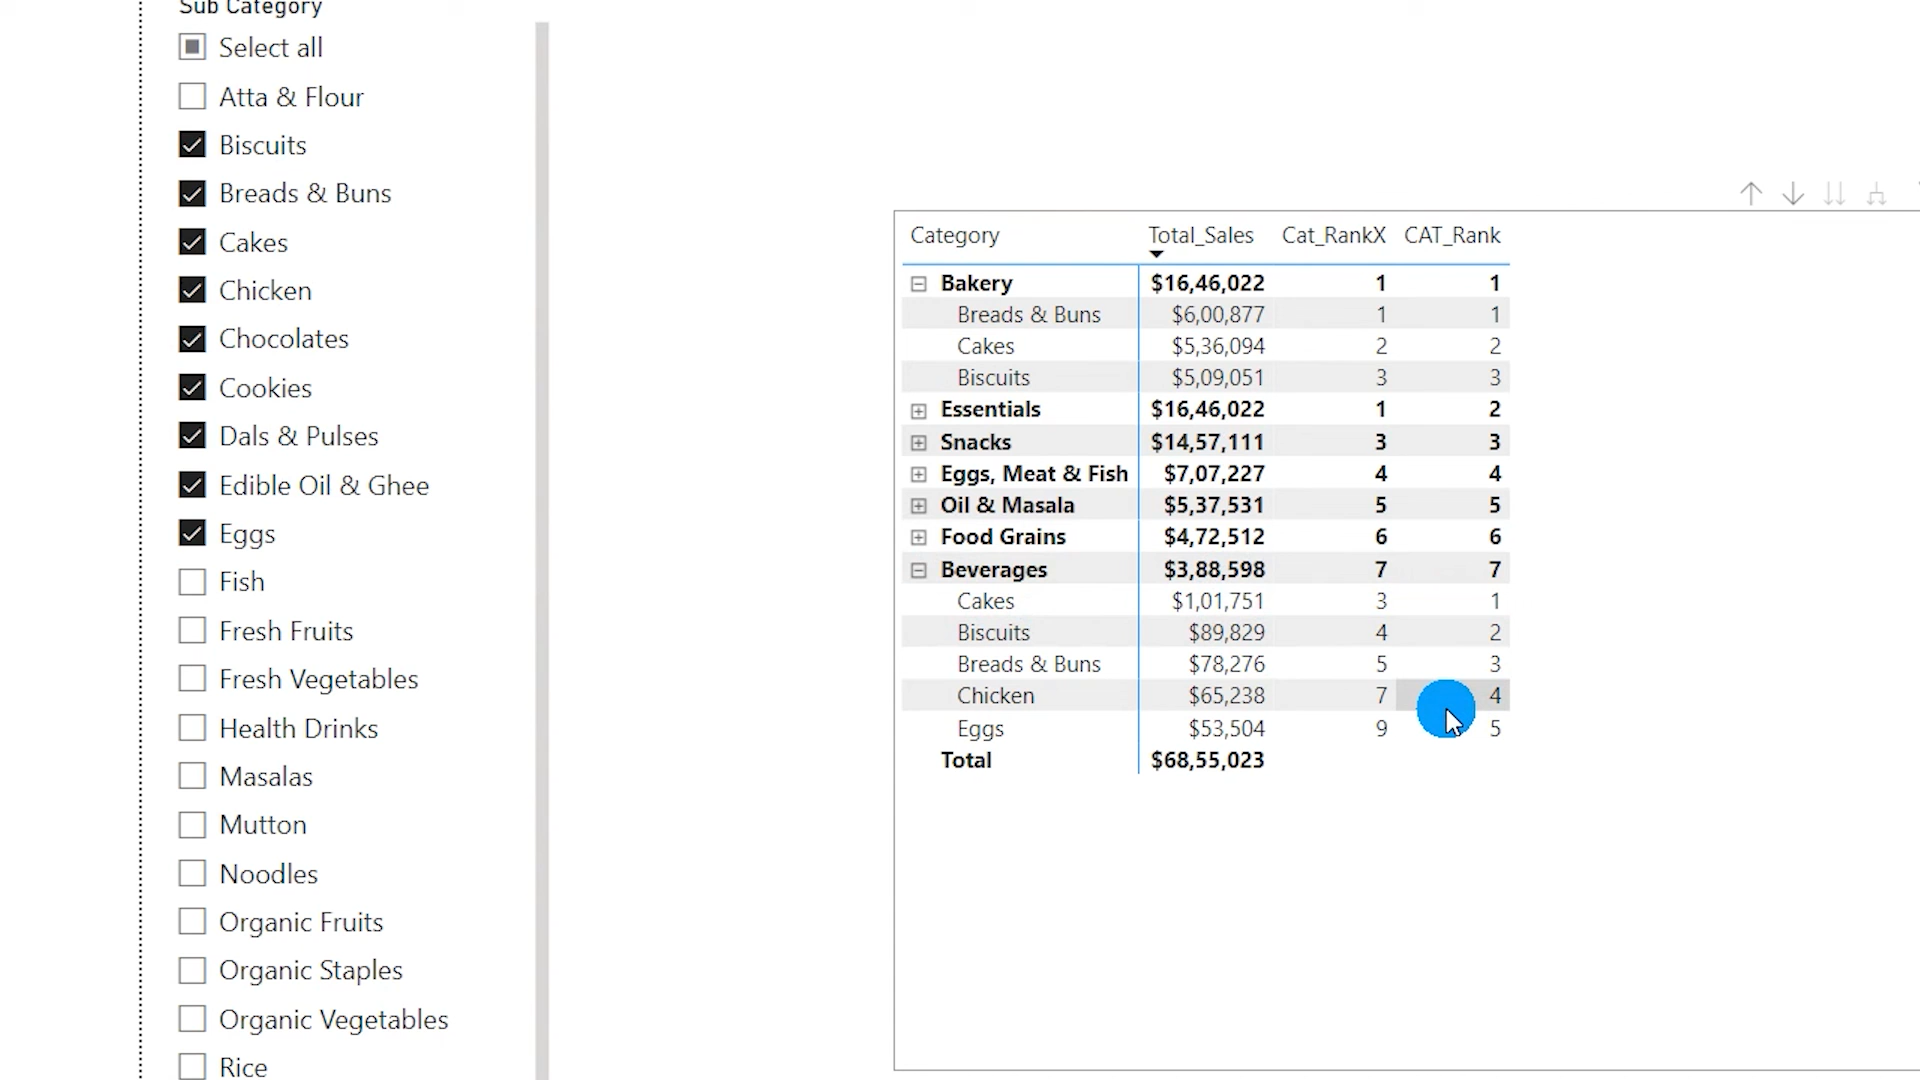 Sub Category
Select all
Atta & Flour
Biscuits
Breads & Buns
Cakes
Chicken
Chocolates
Cookies
Dals & Pulses
Edible Oil & Ghee
Eggs
Fish
Fresh Fruits
Fresh Vegetables
Health Drinks
Masalas
Mutton
Noodles
Organic Fruits
Organic Staples
Organic Vegetables
Rice
Category Total_Sales Cat_RankX CAT_Rank
Bakery $16,46,022 1 1
Breads & Buns $6,00,877 1 1
Cakes $5,36,094 2 2
Biscuits $5,09,051 3 3
Essentials $16,46,022 1 2
Snacks $14,57,111 3 3
Eggs, Meat & Fish $7,07,227 4 4
Oil & Masala $5,37,531 5 5
Food Grains $4,72,512 6 6
Beverages $3,88,598 7 7
Cakes $1,01,751 3 1
Biscuits $89,829 4 2
Breads & Buns $78,276 5 3
Chicken $65,238 7 4
Eggs $53,504 9 5
Total $68,55,023